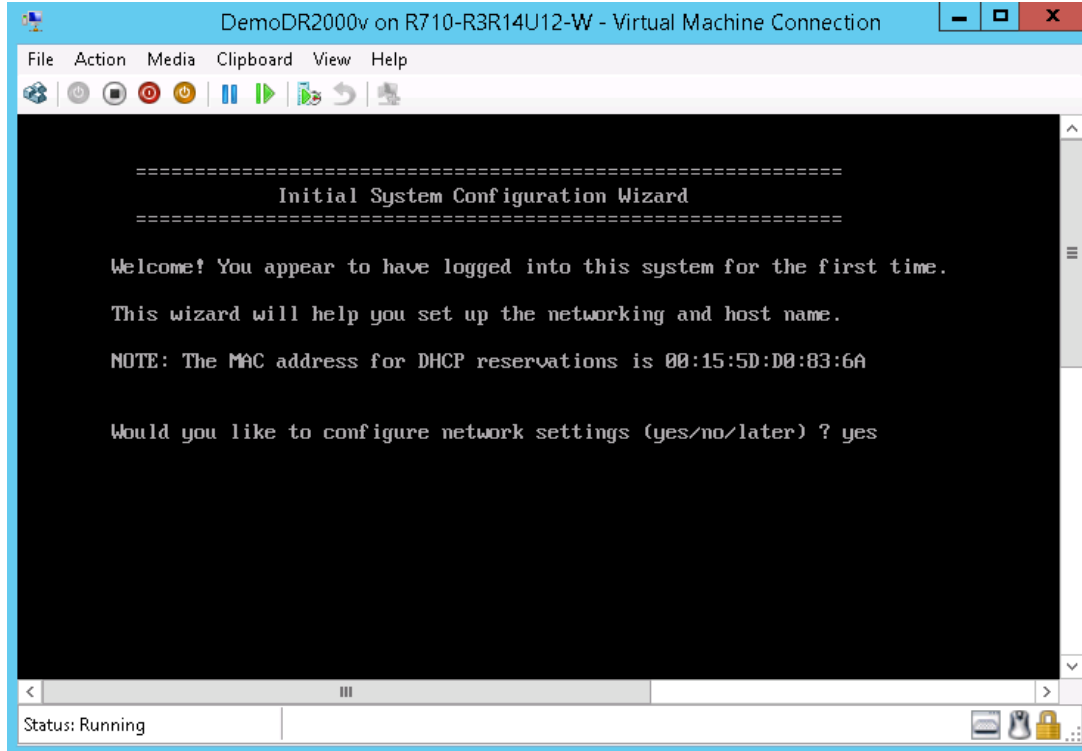 DemoDR2000v on R710-R3R14U12-W - Virtual Machine Connection
File Action Media Clipboard View Help
============================================================
Initial System Configuration Wizard
============================================================
Welcome! You appear to have logged into this system for the first time.
This wizard will help you set up the networking and host name.
NOTE: The MAC address for DHCP reservations is 00:15:5D:D0:83:6A
Would you like to configure network settings (yes/no/later) ? yes
Status: Running